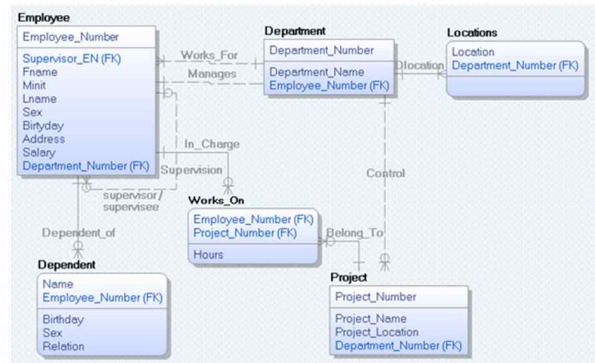 Employee
Employee_Number
Supervisor_EN (FK)
Fname
Minit
Lname
Sex
Birtyday
Address
Salary
Department_Number (FK)
Works_For
Manages
Department
Department_Number
Department_Name
Employee_Number (FK)
Dlocation
Locations
Location
Department_Number (FK)
In_Charge
Supervision
supervisor/
supervisee
Control
Works_On
Employee_Number (FK)
Project_Number (FK)
Hours
Belong_To
Dependent_of
Dependent
Name
Employee_Number (FK)
Birthday
Sex
Relation
Project
Project_Number
Project_Name
Project_Location
Department_Number (FK)